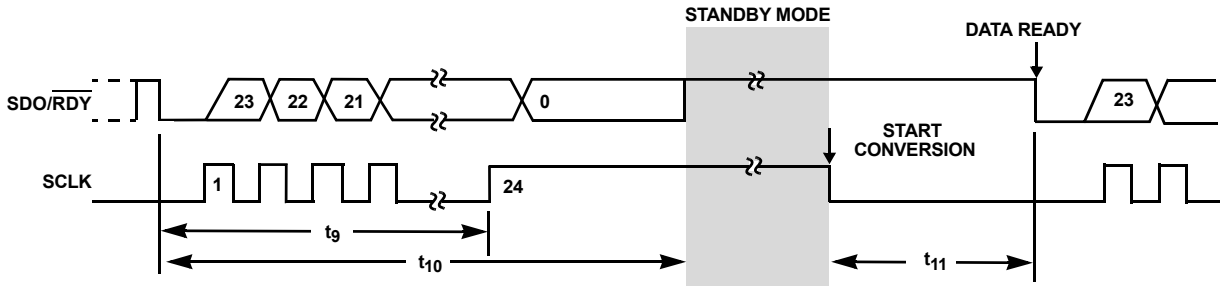 STANDBY MODE
DATA READY
SDO/RDY
23
22
21
0
23
START
CONVERSION
SCLK
1
24
t9
t10
t11